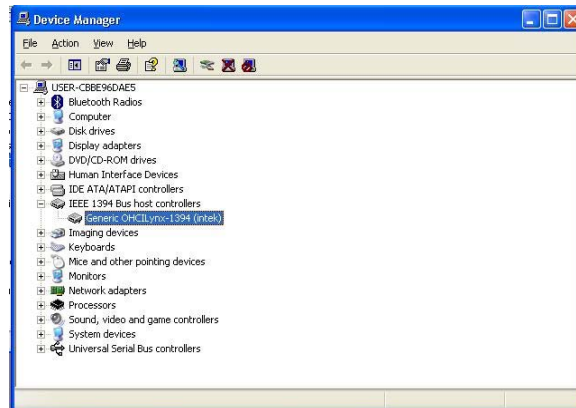 Device Manager
File Action View Help
USER-CBBE96DAE5
Bluetooth Radios
Computer
Disk drives
Display adapters
DVD/CD-ROM drives
Human Interface Devices
IDE ATA/ATAPI controllers
IEEE 1394 Bus host controllers
Generic OHCILynx-1394 (intek)
Imaging devices
Keyboards
Mice and other pointing devices
Monitors
Network adapters
Processors
Sound, video and game controllers
System devices
Universal Serial Bus controllers